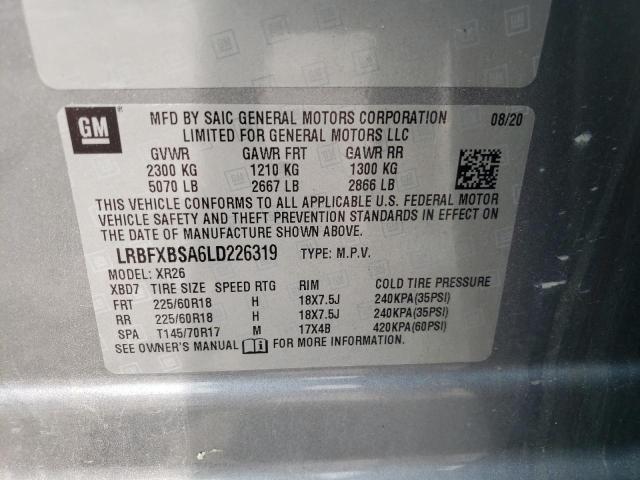 GM
MFD BY SAIC GENERAL MOTORS CORPORATION 08/20
LIMITED FOR GENERAL MOTORS LLC
GVWR GAWR FRT GAWR RR
2300 KG 1210 KG 1300 KG
5070 LB 2667 LB 2866 LB
THIS VEHICLE CONFORMS TO ALL APPLICABLE U.S. FEDERAL MOTOR
VEHICLE SAFETY AND THEFT PREVENTION STANDARDS IN EFFECT ON
THE DATE OF MANUFACTURE SHOWN ABOVE.
LRBFXBSA6LD226319 TYPE: M.P.V.
MODEL: XR26
XBD7 TIRE SIZE SPEED RTG RIM COLD TIRE PRESSURE
FRT 225/60R18 H 18X7.5J 240KPA(35PSI)
RR 225/60R18 H 18X7.5J 240KPA(35PSI)
SPA T145/70R17 M 17X4B 420KPA(60PSI)
SEE OWNER'S MANUAL FOR MORE INFORMATION.